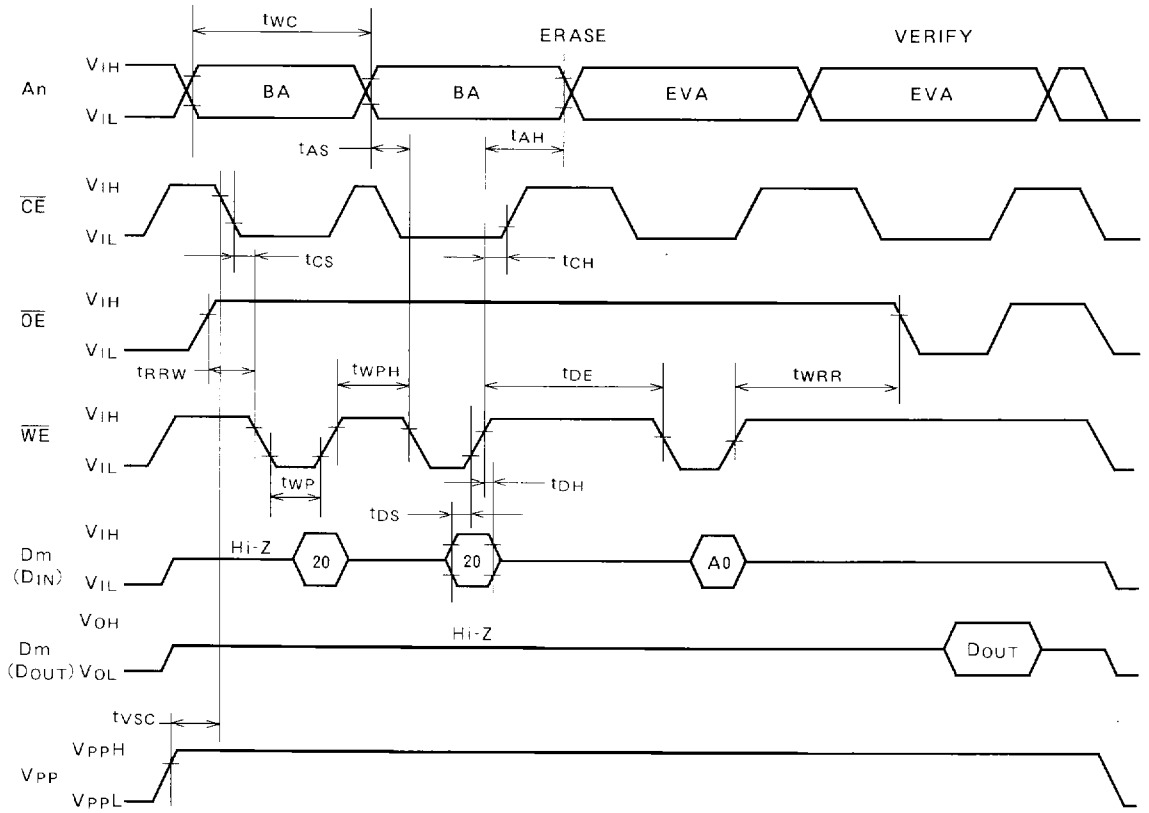 tWC
ERASE
VERIFY
An
VIH
VIL
BA
BA
EVA
EVA
tAS
tAH
CE
VIH
VIL
tCS
tCH
OE
VIH
VIL
tRRW
tWPH
tDE
tWRR
WE
VIH
VIL
tWP
tDH
tDS
Dm
(DIN)
VIH
VIL
Hi-Z
20
20
A0
Dm
(DOUT)
VOH
VOL
Hi-Z
DOUT
tVSC
VPP
VPPH
VPPL